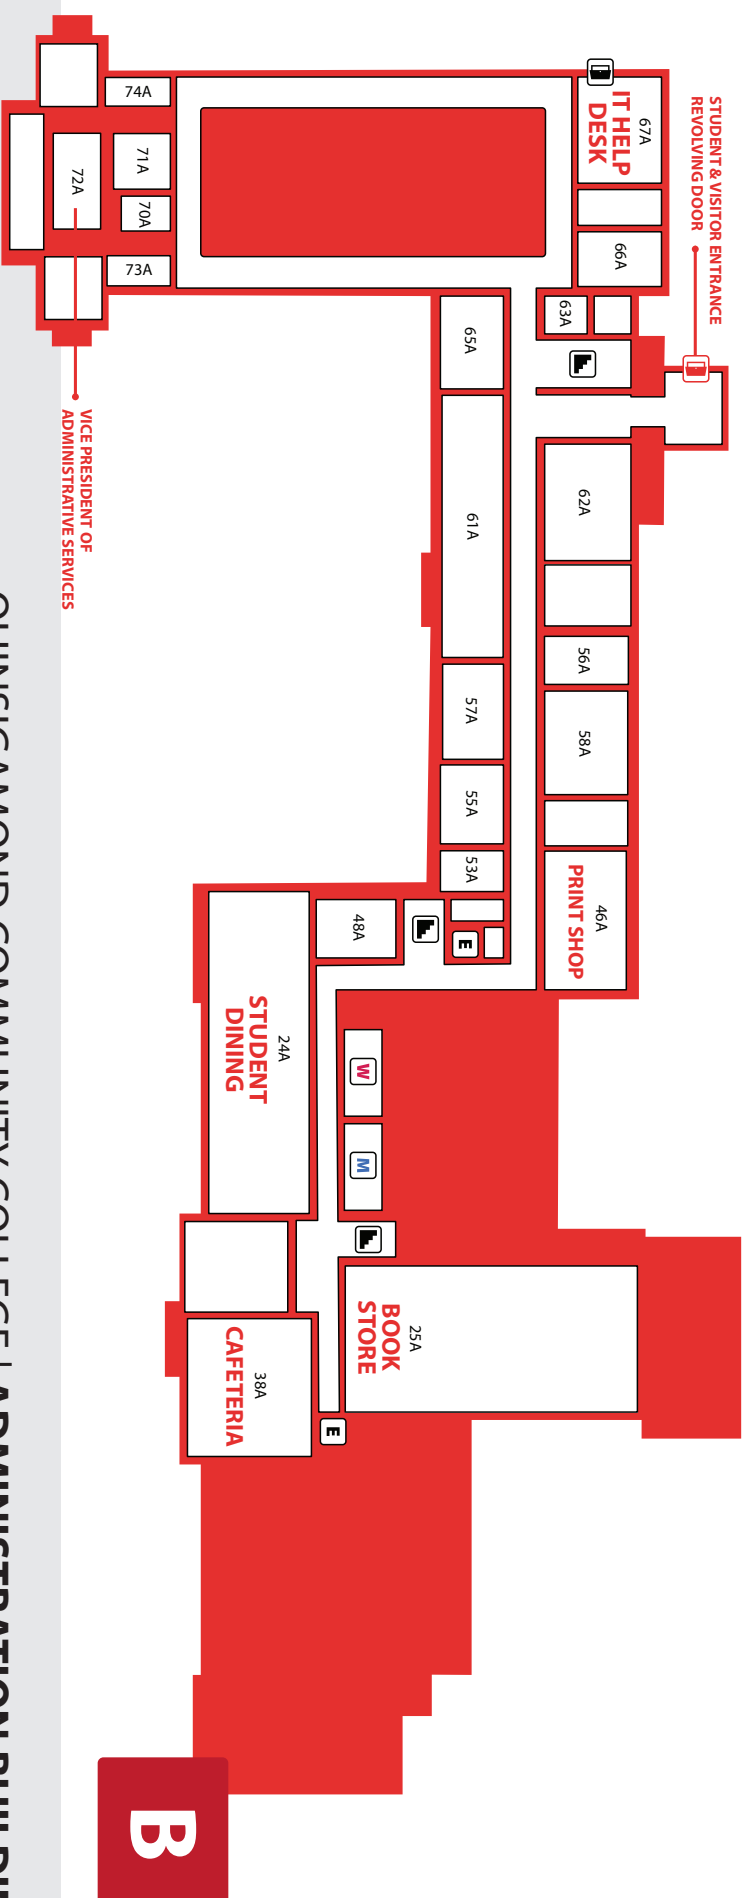 QUINSIGAMOND COMMUNITY COLLEGE | ADMINISTRATION
B
STUDENT & VISITOR ENTRANCE
REVOLVING DOOR
67A
IT HELP
DESK
66A
63A
62A
56A
58A
46A
PRINT SHOP
65A
61A
57A
55A
53A
E
48A
74A
71A
70A
73A
72A
VICE PRESIDENT OF
ADMINISTRATIVE SERVICES
24A
STUDENT
DINING
W
M
25A
BOOK
STORE
38A
CAFETERIA
E